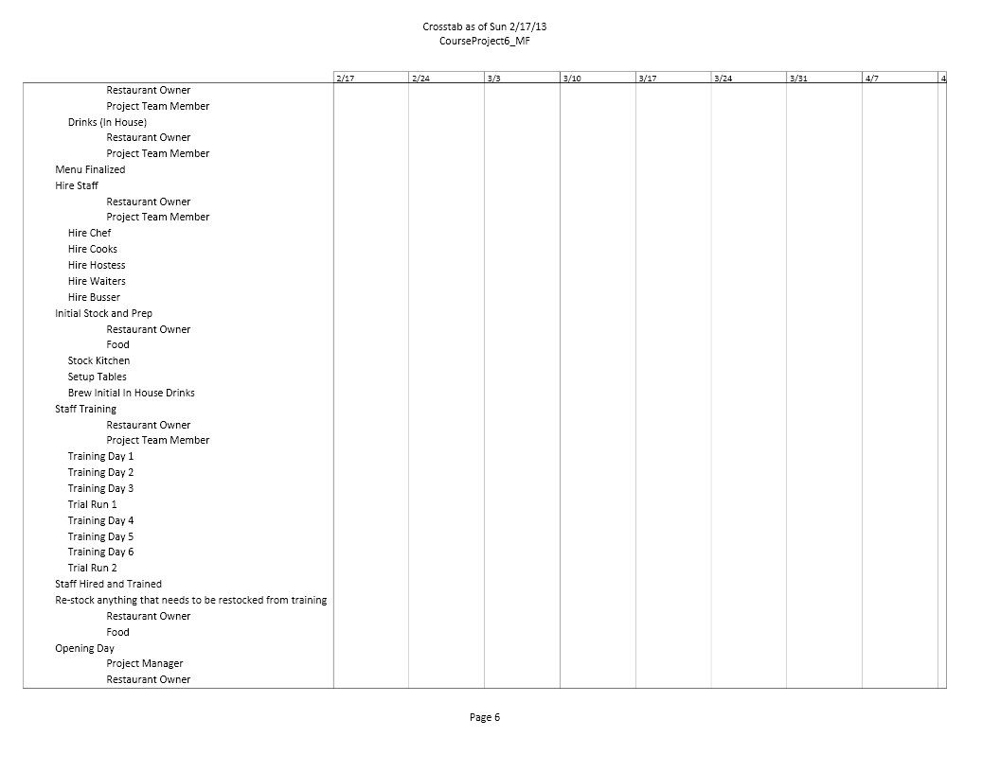 Crosstab as of Sun 2/17/13
CourseProject6_MF
2/17 2/24 3/3 3/10 3/17 3/24 3/31 4/7 4
Restaurant Owner
Project Team Member
Drinks (In House)
Restaurant Owner
Project Team Member
Menu Finalized
Hire Staff
Restaurant Owner
Project Team Member
Hire Chef
Hire Cooks
Hire Hostess
Hire Waiters
Hire Busser
Initial Stock and Prep
Restaurant Owner
Food
Stock Kitchen
Setup Tables
Brew Initial In House Drinks
Staff Training
Restaurant Owner
Project Team Member
Training Day 1
Training Day 2
Training Day 3
Trial Run 1
Training Day 4
Training Day 5
Training Day 6
Trial Run 2
Staff Hired and Trained
Re-stock anything that needs to be restocked from training
Restaurant Owner
Food
Opening Day
Project Manager
Restaurant Owner
Page 6